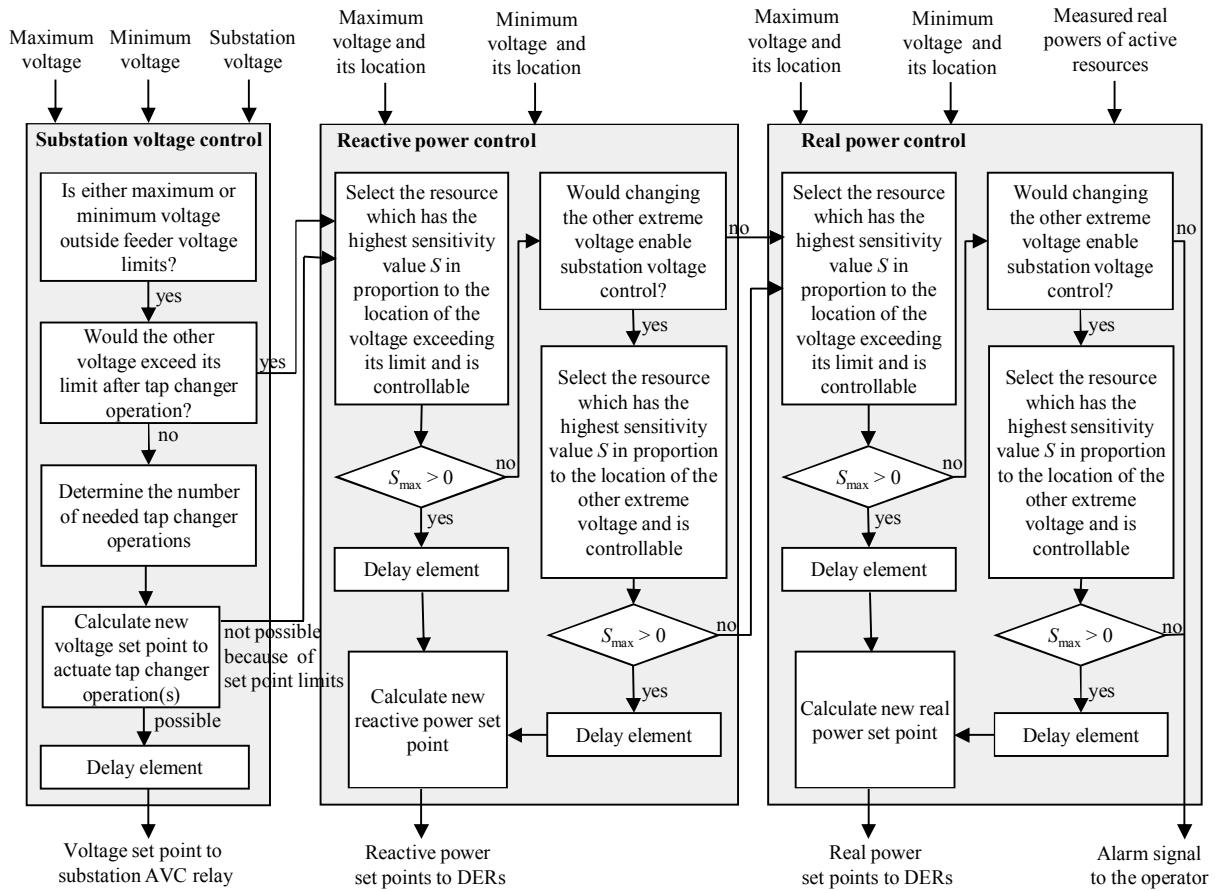 Maximum
voltage
Minimum
voltage
Substation
voltage
Substation voltage control
Is either maximum or
minimum voltage
outside feeder voltage
limits?
yes
Would the other
voltage exceed its
limit after tap changer
operation?
yes
no
Determine the number
of needed tap changer
operations
Calculate new
voltage set point to
actuate tap changer
operation(s)
not possible
because of
set point limits
possible
Delay element
Voltage set point to
substation AVC relay
Maximum
voltage and
its location
Minimum
voltage and
its location
Reactive power control
Select the resource
which has the
highest sensitivity
value S in
proportion to the
location of the
voltage exceeding
its limit and is
controllable
Smax > 0
no
yes
Delay element
Calculate new
reactive power set
point
Would changing
the other extreme
voltage enable
substation voltage
control?
no
yes
Select the resource
which has the
highest sensitivity
value S in proportion
to the location of the
other extreme
voltage and is
controllable
Smax > 0
no
yes
Delay element
Reactive power
set points to DERs
Maximum
voltage and
its location
Minimum
voltage and
its location
Measured real
powers of active
resources
Real power control
Select the resource
which has the
highest sensitivity
value S in
proportion to the
location of the
voltage exceeding
its limit and is
controllable
Smax > 0
no
yes
Delay element
Calculate new real
power set point
Would changing
the other extreme
voltage enable
substation voltage
control?
no
yes
Select the resource
which has the
highest sensitivity
value S in proportion
to the location of the
other extreme
voltage and is
controllable
Smax > 0
no
yes
Delay element
Real power
set points to DERs
Alarm signal
to the operator